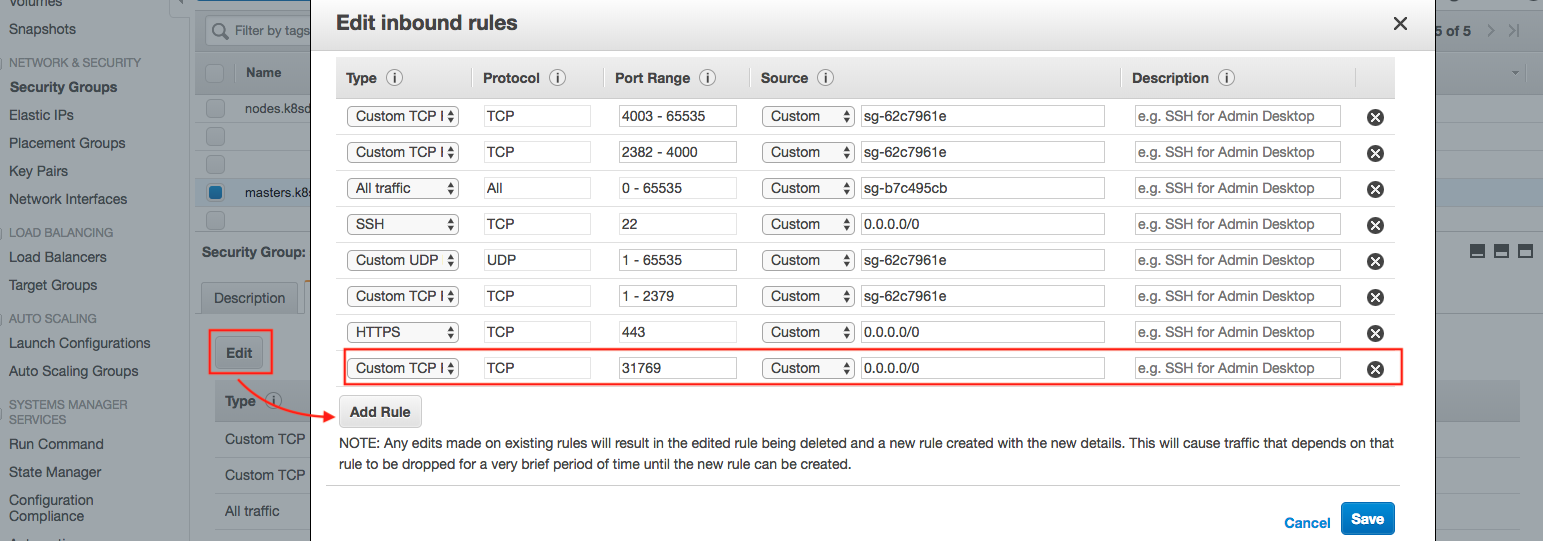 Volumes
Snapshots
NETWORK & SECURITY
Security Groups
Elastic IPs
Placement Groups
Key Pairs
Network Interfaces
LOAD BALANCING
Load Balancers
Target Groups
AUTO SCALING
Launch Configurations
Auto Scaling Groups
SYSTEMS MANAGER
SERVICES
Run Command
State Manager
Configuration
Compliance
Filter by tags
5 of 5
Name
nodes.k8sd
masters.k8s
Security Group:
Description
Edit
Type
Custom TCP
Custom TCP
All traffic
Edit inbound rules
Type Protocol Port Range Source Description
Custom TCP TCP 4003 - 65535 Custom sg-62c7961e e.g. SSH for Admin Desktop
Custom TCP TCP 2382 - 4000 Custom sg-62c7961e e.g. SSH for Admin Desktop
All traffic All 0 - 65535 Custom sg-b7c495cb e.g. SSH for Admin Desktop
SSH TCP 22 Custom 0.0.0.0/0 e.g. SSH for Admin Desktop
Custom UDP UDP 1 - 65535 Custom sg-62c7961e e.g. SSH for Admin Desktop
Custom TCP TCP 1 - 2379 Custom sg-62c7961e e.g. SSH for Admin Desktop
HTTPS TCP 443 Custom 0.0.0.0/0 e.g. SSH for Admin Desktop
Custom TCP TCP 31769 Custom 0.0.0.0/0 e.g. SSH for Admin Desktop
Add Rule
NOTE: Any edits made on existing rules will result in the edited rule being deleted and a new rule created with the new details. This will cause traffic that depends on that
rule to be dropped for a very brief period of time until the new rule can be created.
Cancel Save